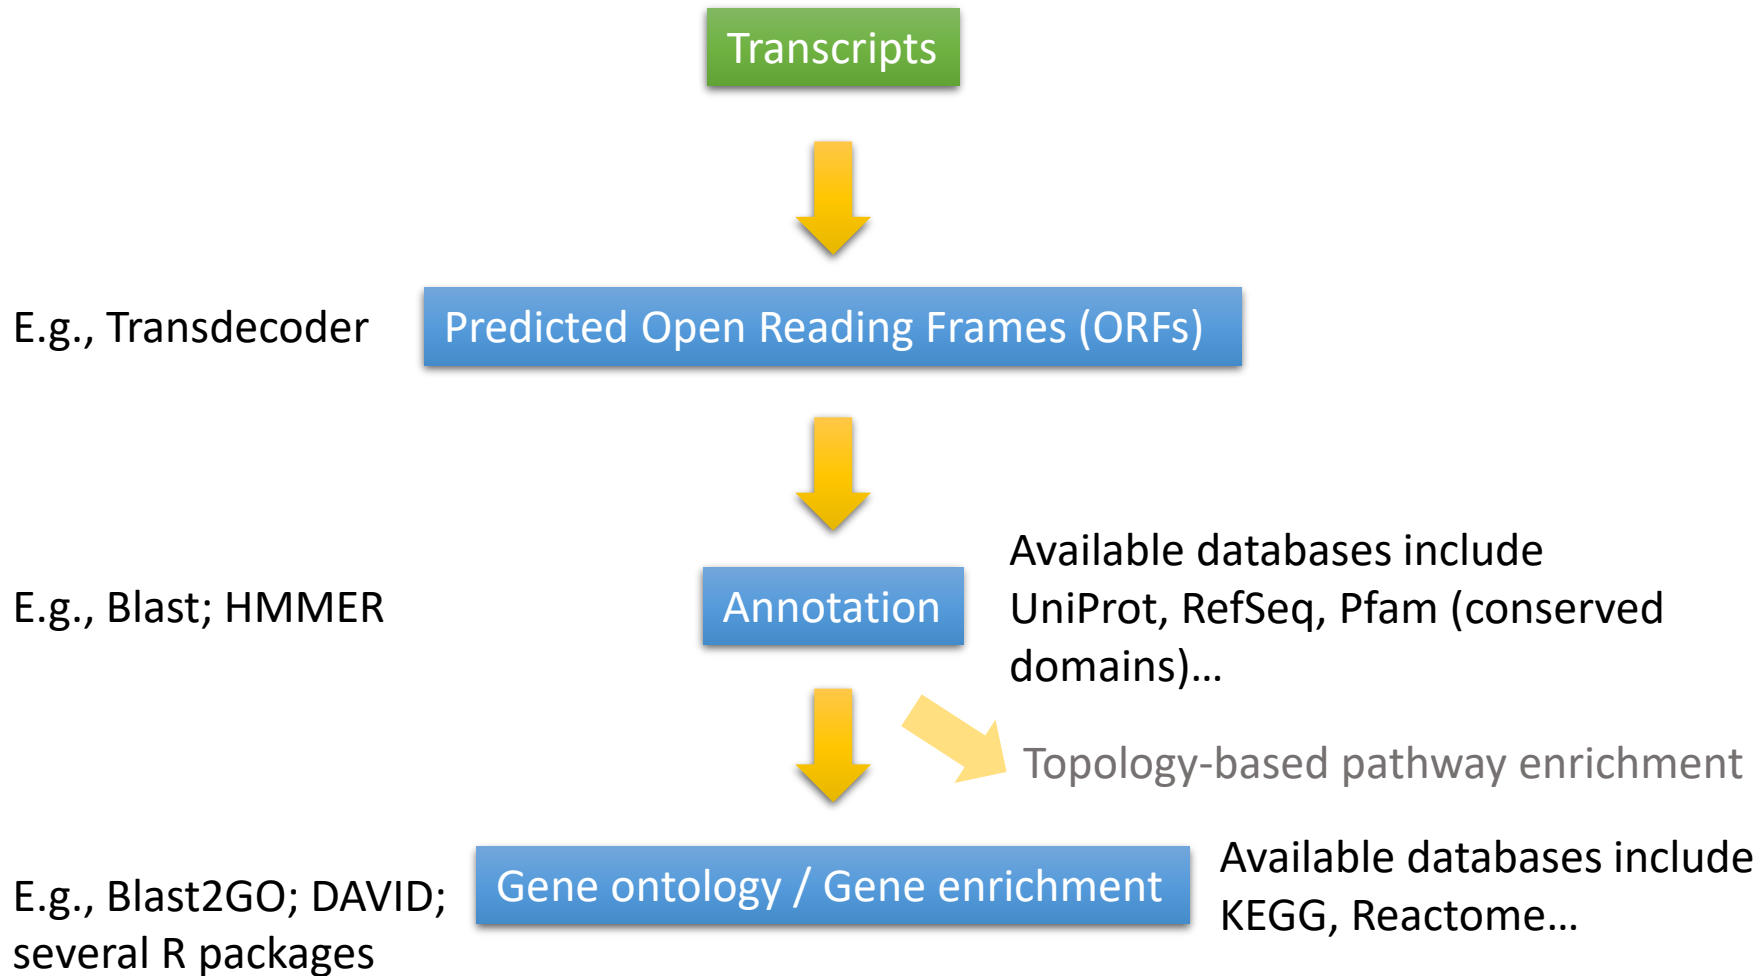 Transcripts
E.g., Transdecoder
Predicted Open Reading Frames (ORFs)
E.g., Blast; HMMER
Annotation
Available databases include
UniProt, RefSeq, Pfam (conserved
domains)...
Topology-based pathway enrichment
E.g., Blast2GO; DAVID;
several R packages
Gene ontology / Gene enrichment
Available databases include
KEGG, Reactome...